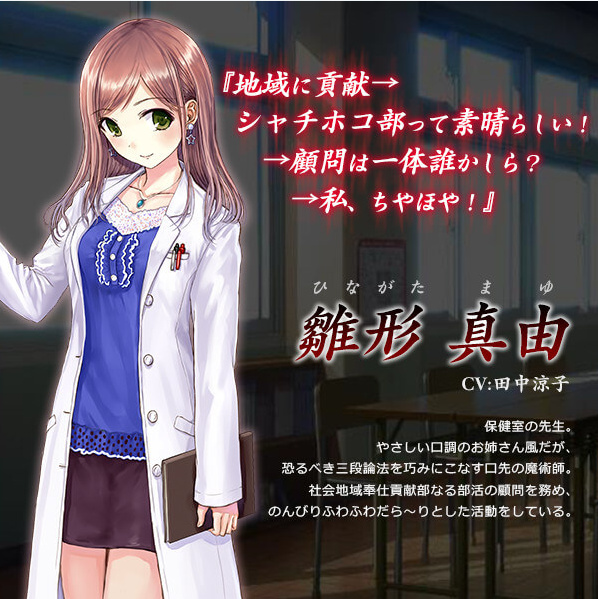 『地域に貢献→
シャチホコ部って素晴らしい！
→顧問は一体誰かしら？
→私、ちやほや！』
ひながた まゆ
雛形 真由
CV:田中涼子
保健室の先生。
やさしい口調のお姉さん風だが、
恐るべき三段論法を巧みにこなす口先の魔術師。
社会地域奉仕貢献部なる部活の顧問を務め、
のんびりふわふわだら～りとした活動をしている。